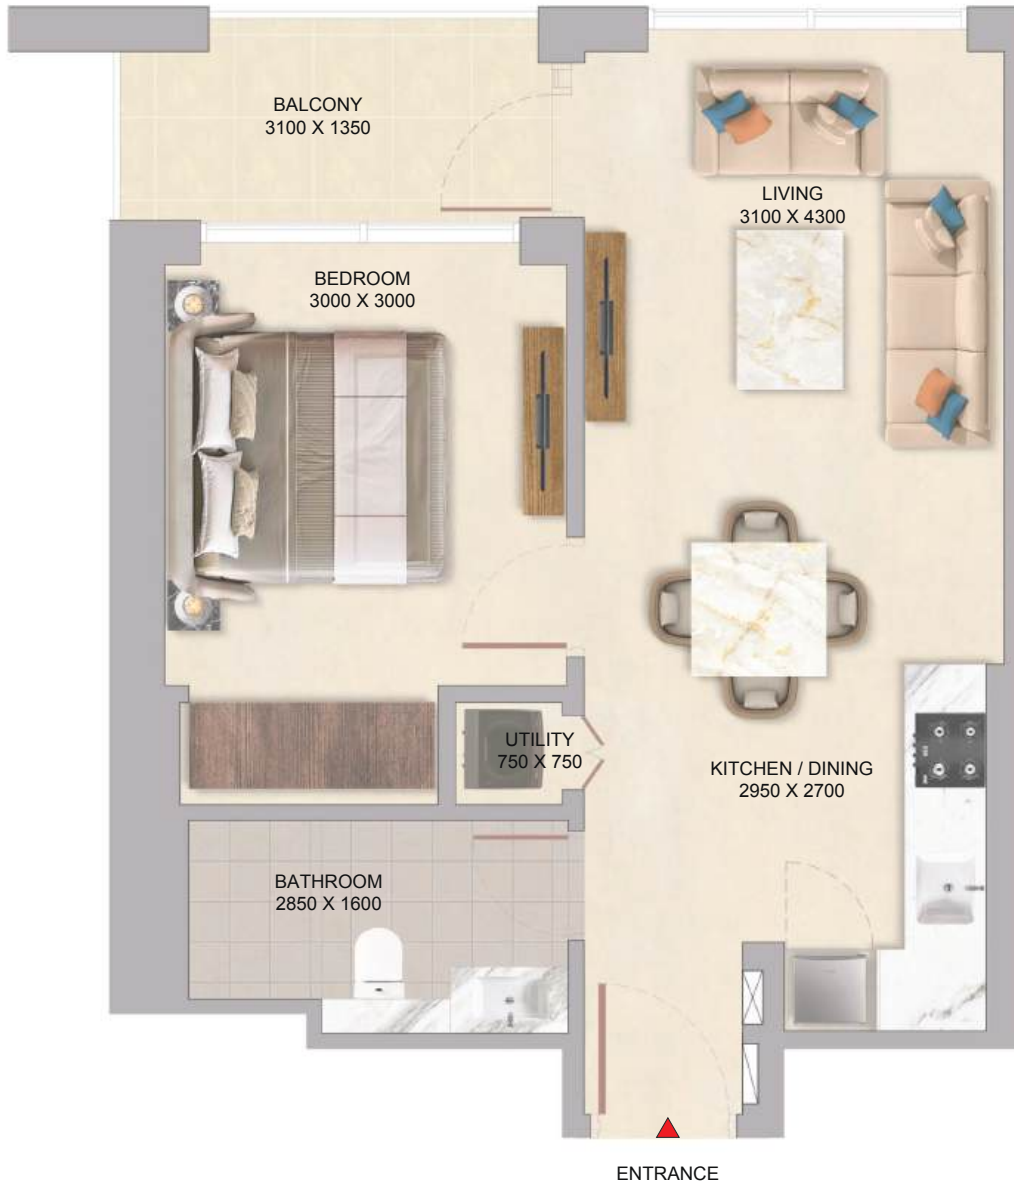 BALCONY
3100 X 1350
LIVING
3100 X 4300
BEDROOM
3000 X 3000
UTILITY
750 X 750
KITCHEN / DINING
2950 X 2700
BATHROOM
2850 X 1600
ENTRANCE